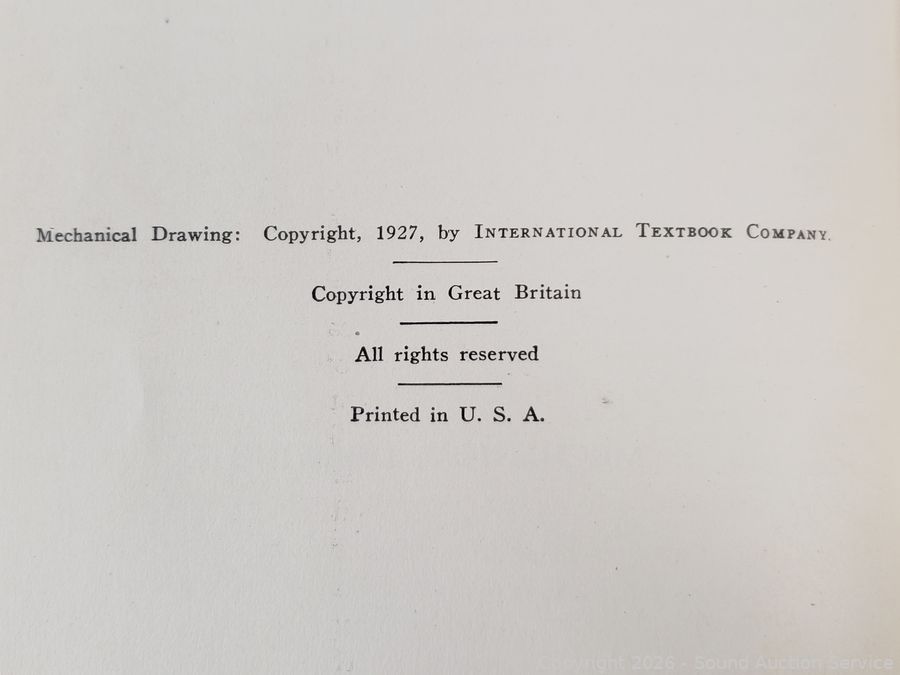 Mechanical Drawing: Copyright, 1927, by INTERNATIONAL TEXTBOOK COMPANY.
Copyright in Great Britain
All rights reserved
Printed in U. S. A.
Copyright 2026 - Sound Auction Service